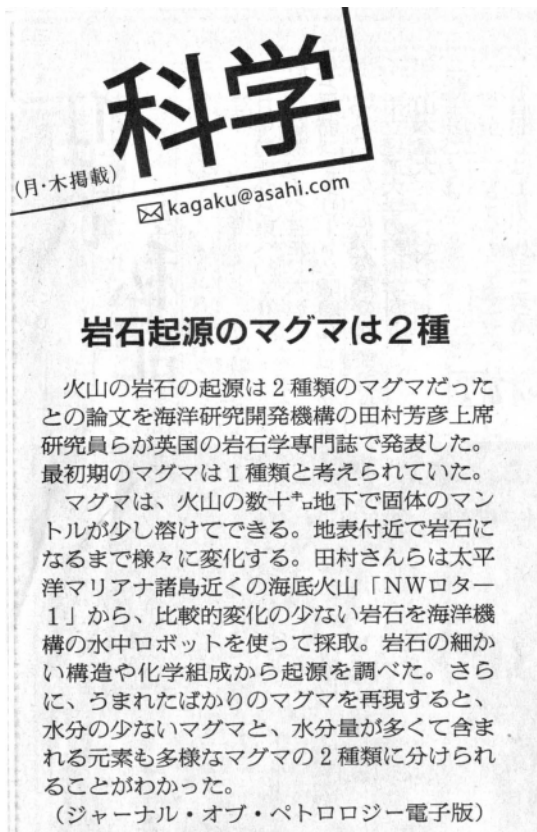 科学
(月・木掲載)
kagaku@asahi.com
岩石起源のマグマは2種
火山の岩石の起源は2種類のマグマだった
との論文を海洋研究開発機構の田村芳彦上席
研究員らが英国の岩石学専門誌で発表した。
最初期のマグマは1種類と考えられていた。
マグマは、火山の数十㌔地下で固体のマン
トルが少し溶けてできる。地表付近で岩石に
なるまで様々に変化する。田村さんらは太平
洋マリアナ諸島近くの海底火山「NWロター
1」から、比較的変化の少ない岩石を海洋機
構の水中ロボットを使って採取。岩石の細か
い構造や化学組成から起源を調べた。さら
に、うまれたばかりのマグマを再現すると、
水分の少ないマグマと、水分量が多くて含ま
れる元素も多様なマグマの2種類に分けられ
ることがわかった。
(ジャーナル・オブ・ペトロロジー電子版)